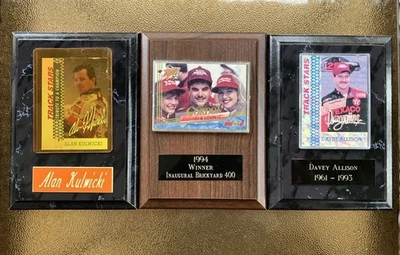 TRACK STARS
ALAN KULWICKI
Alan Kulwicki
1994
WINNER
INAUGURAL BRICKYARD 400
TRACK STARS
TEXACO
DAVEY ALLISON
DAVEY ALLISON
1961 - 1993